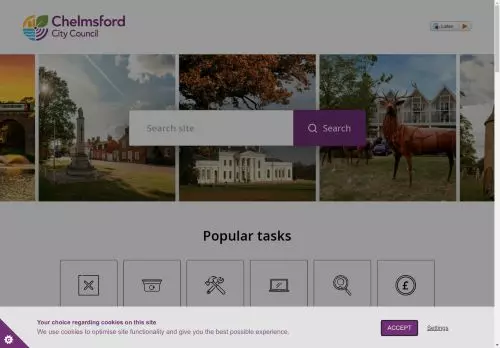 Chelmsford
City Council
Listen
Search site
Search
Popular tasks
£
Your choice regarding cookies on this site
We use cookies to optimise site functionality and give you the best possible experience.
ACCEPT
Settings